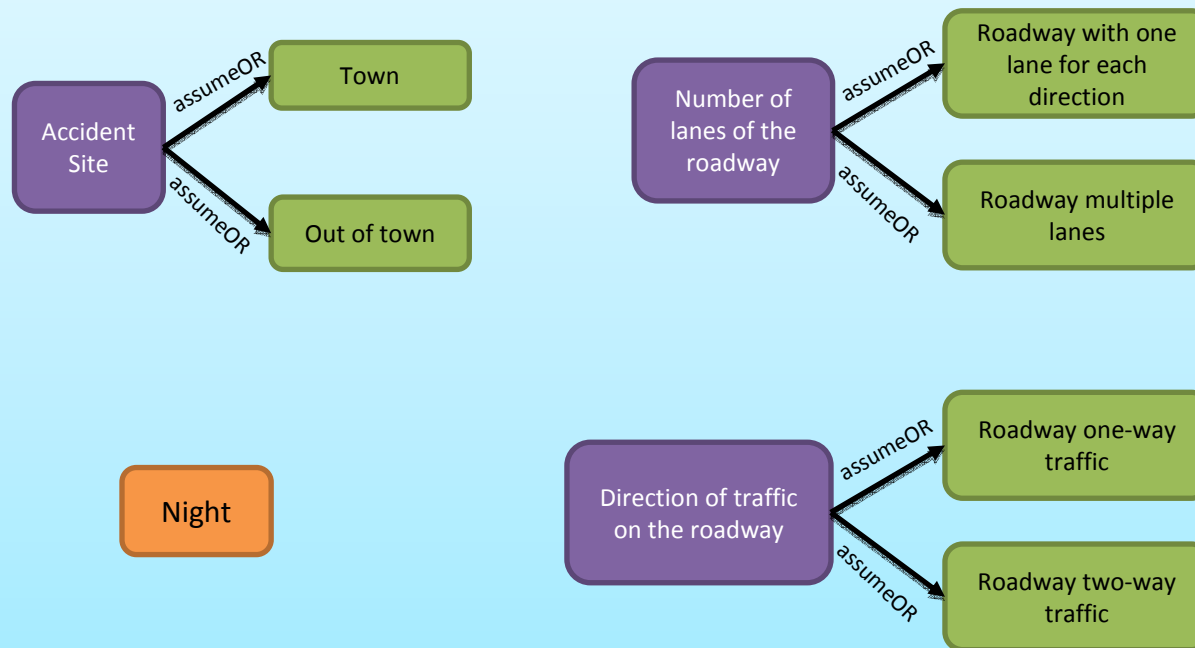 Accident
Site
assumeOR
Town
assumeOR
Out of town
Number of
lanes of the
roadway
assumeOR
Roadway with one
lane for each
direction
assumeOR
Roadway multiple
lanes
Night
Direction of traffic
on the roadway
assumeOR
Roadway one-way
traffic
assumeOR
Roadway two-way
traffic